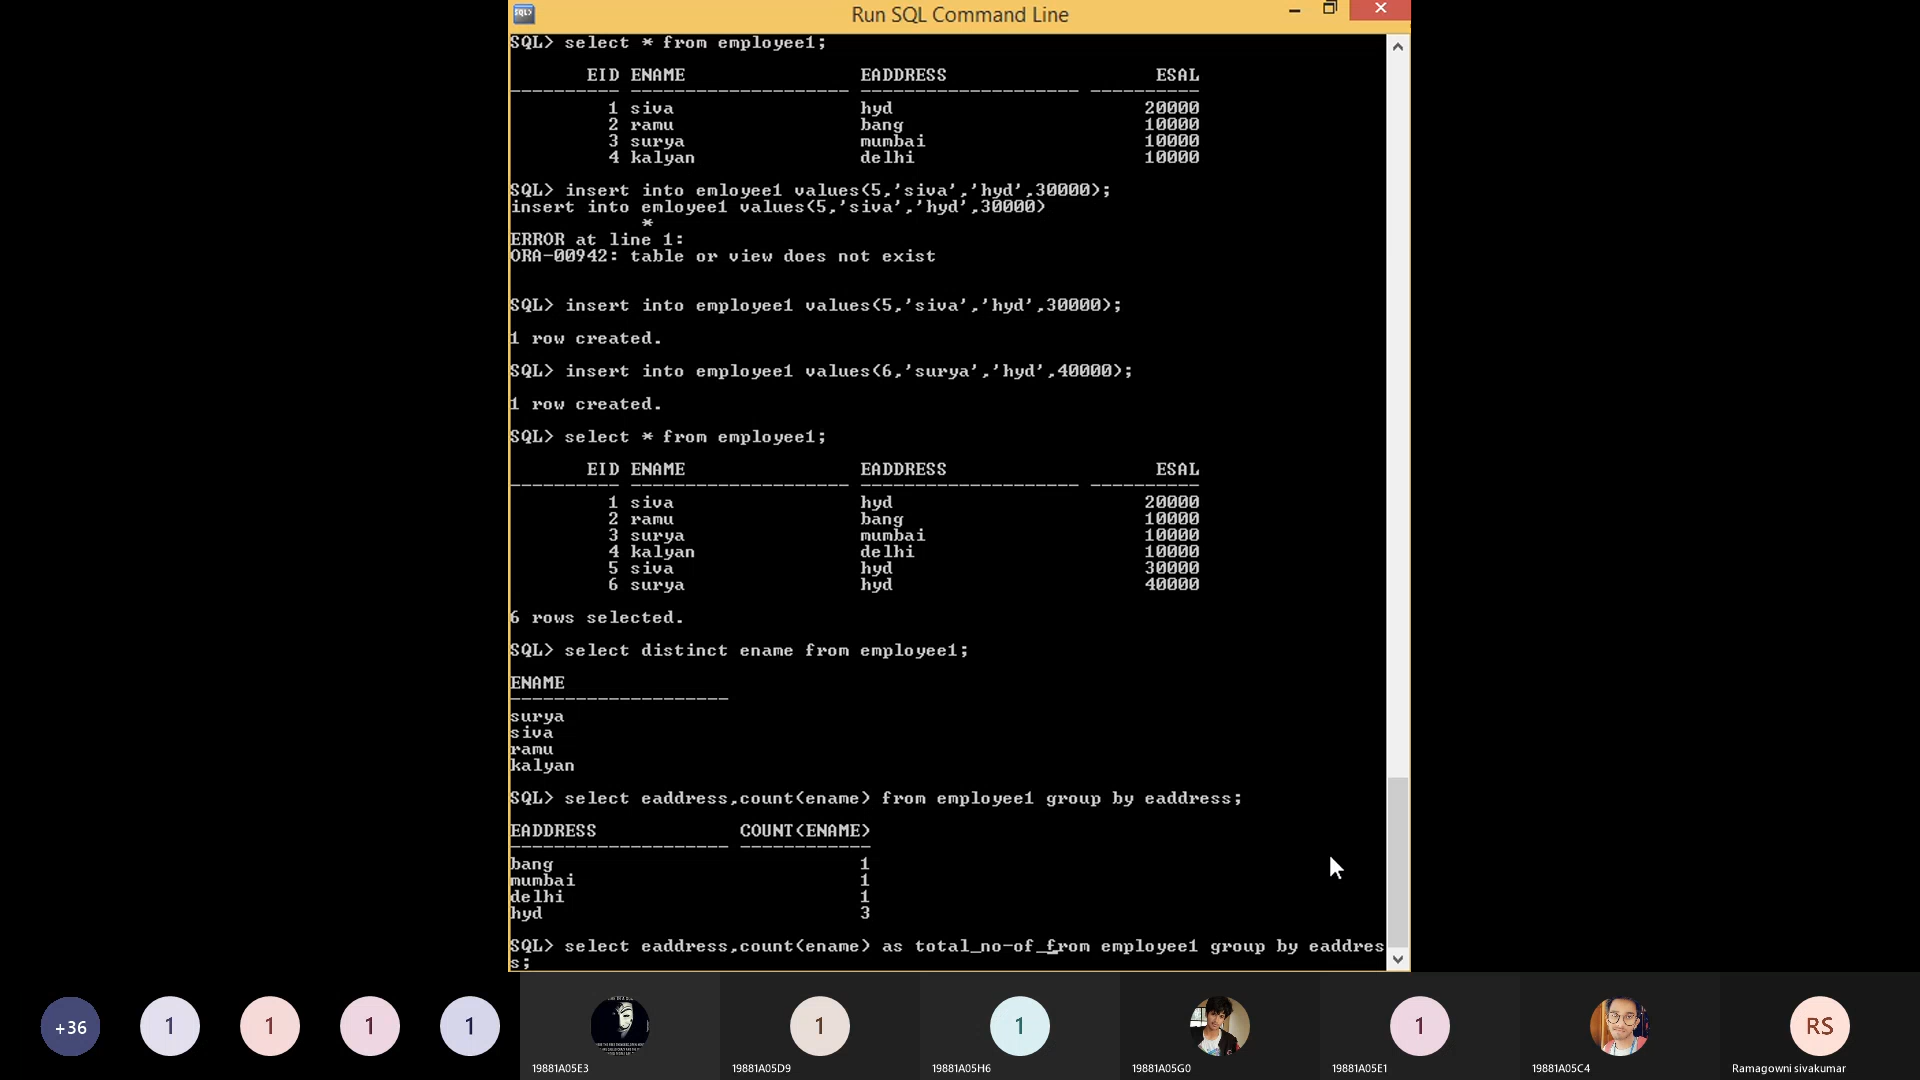 Run SQL Command Line
SQL> select * from employee1;
EID ENAME EADDRESS ESAL
---------- -------------------- -------------------- ----------
1 siva hyd 20000
2 ramu bang 10000
3 surya mumbai 10000
4 kalyan delhi 10000
SQL> insert into emloyee1 values(5,'siva','hyd',30000);
insert into emloyee1 values(5,'siva','hyd',30000)
*
ERROR at line 1:
ORA-00942: table or view does not exist
SQL> insert into employee1 values(5,'siva','hyd',30000);
1 row created.
SQL> insert into employee1 values(6,'surya','hyd',40000);
1 row created.
SQL> select * from employee1;
EID ENAME EADDRESS ESAL
---------- -------------------- -------------------- ----------
1 siva hyd 20000
2 ramu bang 10000
3 surya mumbai 10000
4 kalyan delhi 10000
5 siva hyd 30000
6 surya hyd 40000
6 rows selected.
SQL> select distinct ename from employee1;
ENAME
--------------------
surya
siva
ramu
kalyan
SQL> select eaddress,count(ename) from employee1 group by eaddress;
EADDRESS COUNT(ENAME)
-------------------- ------------
bang 1
mumbai 1
delhi 1
hyd 3
SQL> select eaddress,count(ename) as total_no-of_from employee1 group by eaddres
s;
+36 1 1 1 1 1 1 1 RS
19881A05E3 19881A05D9 19881A05H6 19881A05G0 19881A05E1 19881A05C4 Ramagowni sivakumar